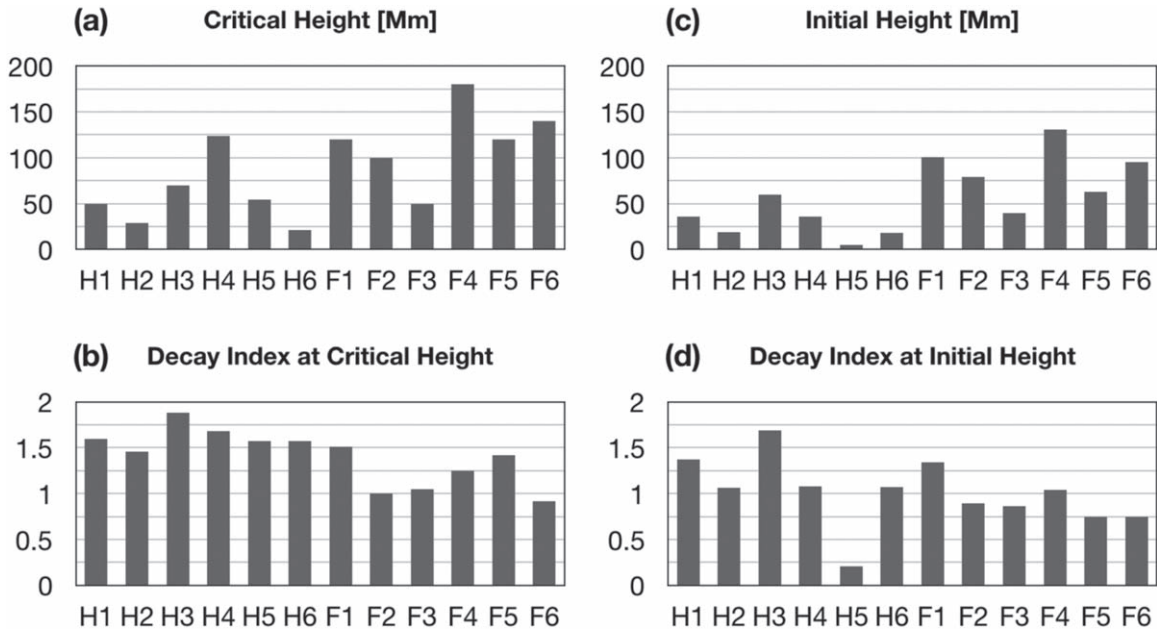 (a) Critical Height [Mm]
200
150
100
50
0
H1 H2 H3 H4 H5 H6 F1 F2 F3 F4 F5 F6
(c) Initial Height [Mm]
200
150
100
50
0
H1 H2 H3 H4 H5 H6 F1 F2 F3 F4 F5 F6
(b) Decay Index at Critical Height
2
1.5
1
0.5
0
H1 H2 H3 H4 H5 H6 F1 F2 F3 F4 F5 F6
(d) Decay Index at Initial Height
2
1.5
1
0.5
0
H1 H2 H3 H4 H5 H6 F1 F2 F3 F4 F5 F6